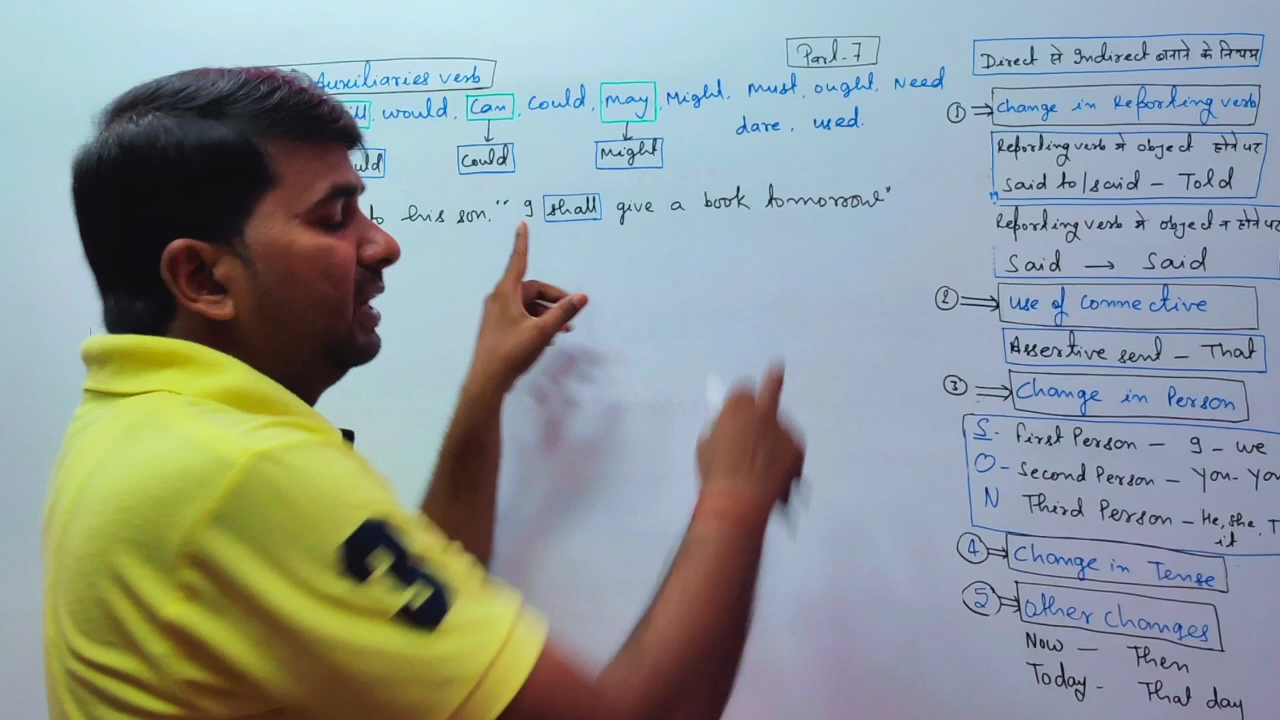 Part-7
Auxiliaries verb
would, Can, Could, may, Might, Must, ought, Need
dare, used.
Could
Might
to his son. “ I shall give a book tomorrow”
Direct से Indirect बनाने के नियम
① ⇒ Change in Reporting verb
Reporting verb मे object होने पर
Said to/said - Told
Reporting verb मे object न होने पर
Said → Said
② ⇒ use of connective
Assertive sent - That
③ ⇒ Change in Person
S - First Person - I - we
O - Second Person - You - You
N Third Person - He, she,
it
④ ⇒ Change in Tense
⑤ ⇒ other changes
Now - Then
Today - That day
3